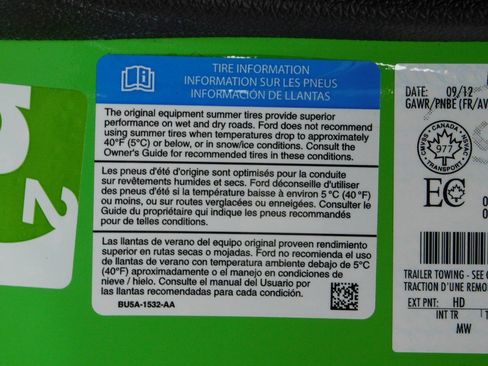 TIRE INFORMATION
INFORMATION SUR LES PNEUS
INFORMACIÓN DE LLANTAS
The original equipment summer tires provide superior
performance on wet and dry roads. Ford does not recommend
using summer tires when temperatures drop to approximately
40°F (5°C) or below, or in snow/ice conditions. Consult the
Owner's Guide for recommended tires in these conditions.
Les pneus d'été d'origine sont optimisés pour la conduite
sur revêtements humides et secs. Ford déconseille d'utiliser
des pneus d'été si la température baisse à environ 5 °C (40 °F)
ou moins, ou sur routes verglacées ou enneigées. Consulter le
Guide du propriétaire qui indique les pneus recommandés
pour de telles conditions.
Las llantas de verano del equipo original proveen rendimiento
superior en rutas secas o mojadas. Ford no recomienda el uso
de llantas de verano con temperatura ambiente debajo de 5°C
(40°F) aproximadamente o el manejo en condiciones de
nieve / hielo. Consulte el manual del Usuario por
las llantas recomendadas para cada condición.
BU5A-1532-AA
2
DATE: 09/12
GAWR/PNBE (FR/AV
CANADA
977
TRANSPORT
EC
TRAILER TOWING - SEE
TRACTION D'UNE REMO
EXT PNT: HD
INT TR
MW